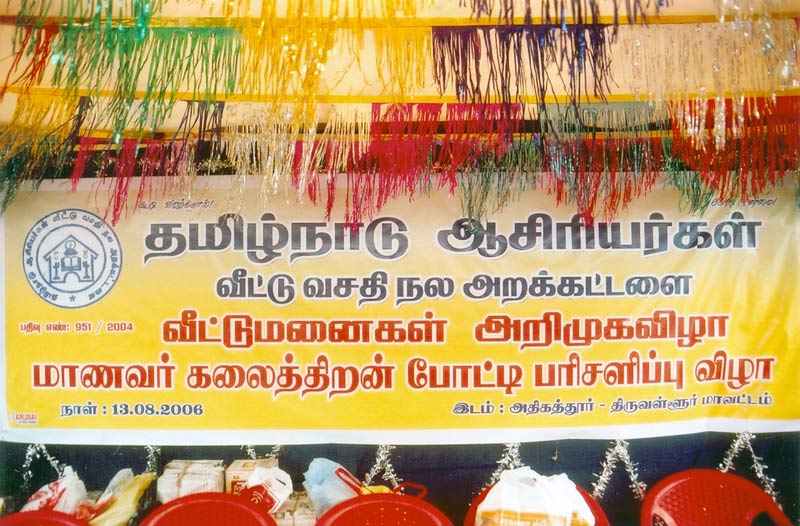 தமிழ்நாடு ஆசிரியர்கள்
வீட்டு வசதி நல அறக்கட்டளை
பதிவு எண்: 951 / 2004
வீட்டுமனைகள் அறிமுகவிழா
மாணவர் கலைத்திறன் போட்டி பரிசளிப்பு விழா
நாள் : 13.08.2006
இடம் : அதிகத்தூர் - திருவள்ளூர் மாவட்டம்
ARUNAI